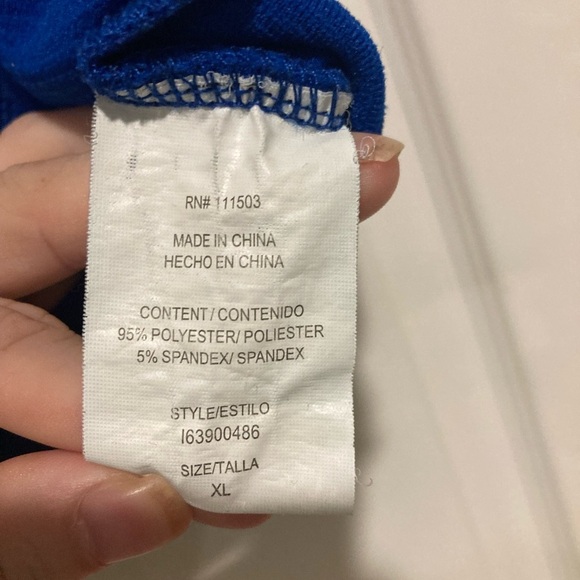 RN# 111503
MADE IN CHINA
HECHO EN CHINA
CONTENT/CONTENIDO
95% POLYESTER/ POLIESTER
5% SPANDEX/ SPANDEX
STYLE/ESTILO
I63900486
SIZE/TALLA
XL